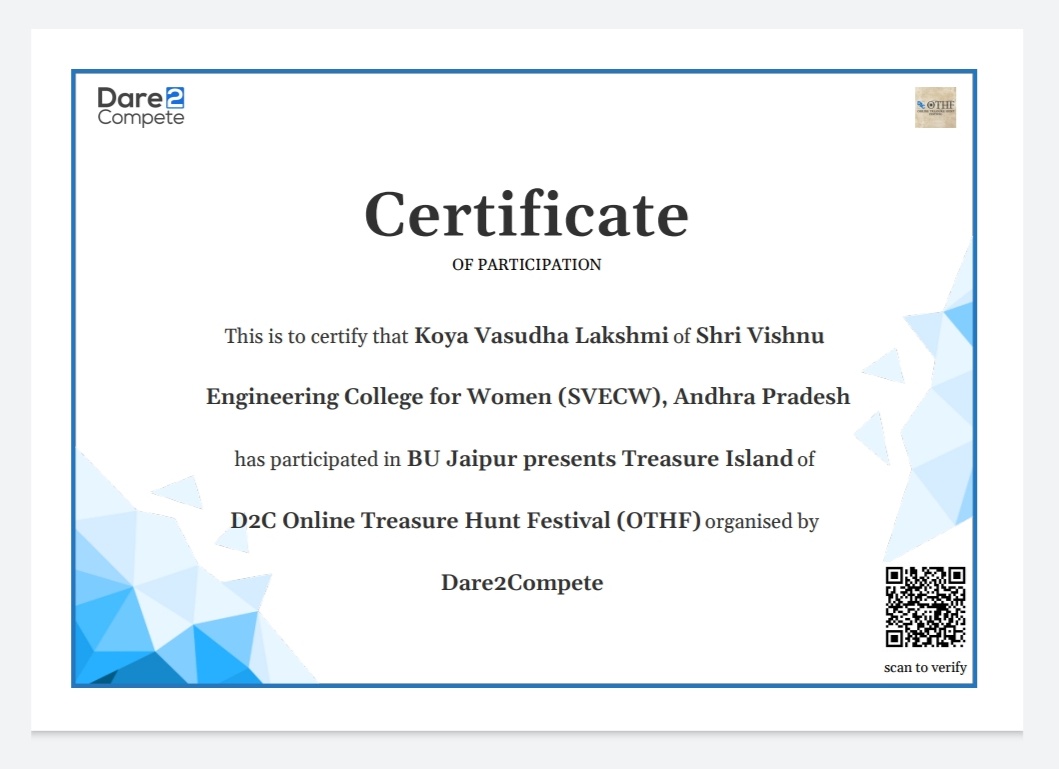 Dare2
Compete
OTHF
Certificate
OF PARTICIPATION
This is to certify that Koya Vasudha Lakshmi of Shri Vishnu
Engineering College for Women (SVECW), Andhra Pradesh
has participated in BU Jaipur presents Treasure Island of
D2C Online Treasure Hunt Festival (OTHF) organised by
Dare2Compete
scan to verify